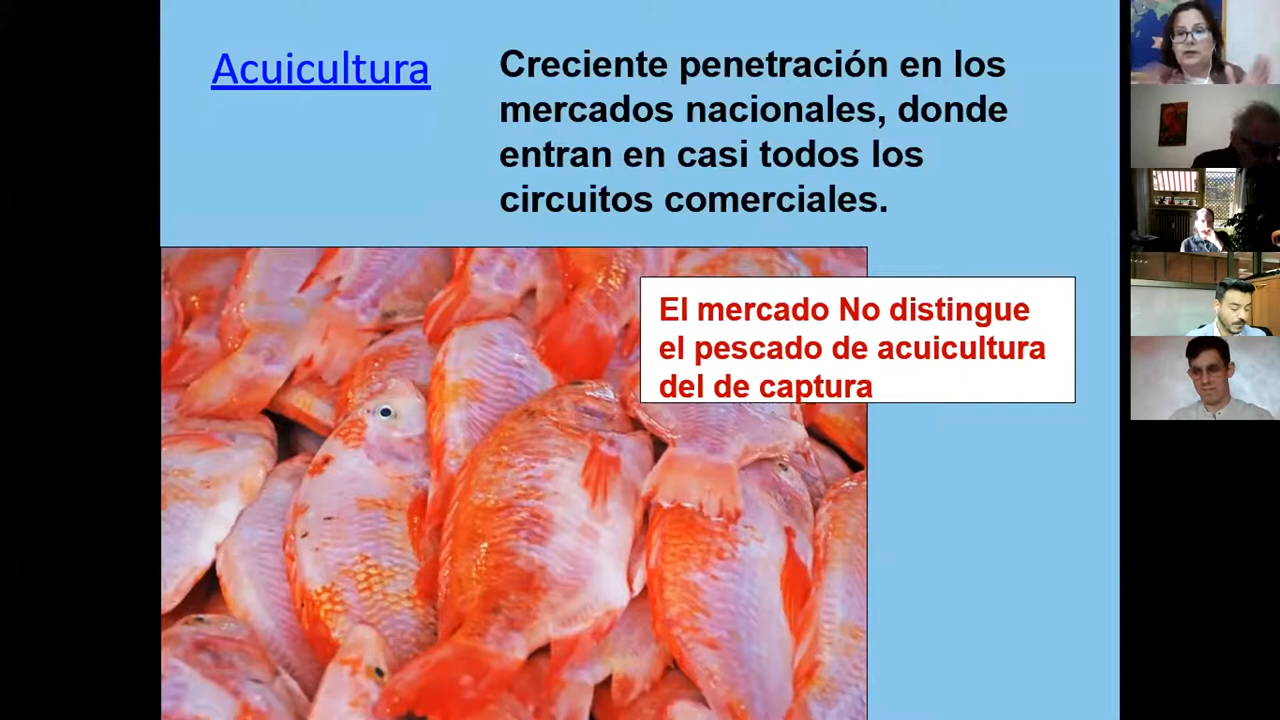 Acuicultura
Creciente penetración en los
mercados nacionales, donde
entran en casi todos los
circuitos comerciales.
El mercado No distingue
el pescado de acuicultura
del de captura